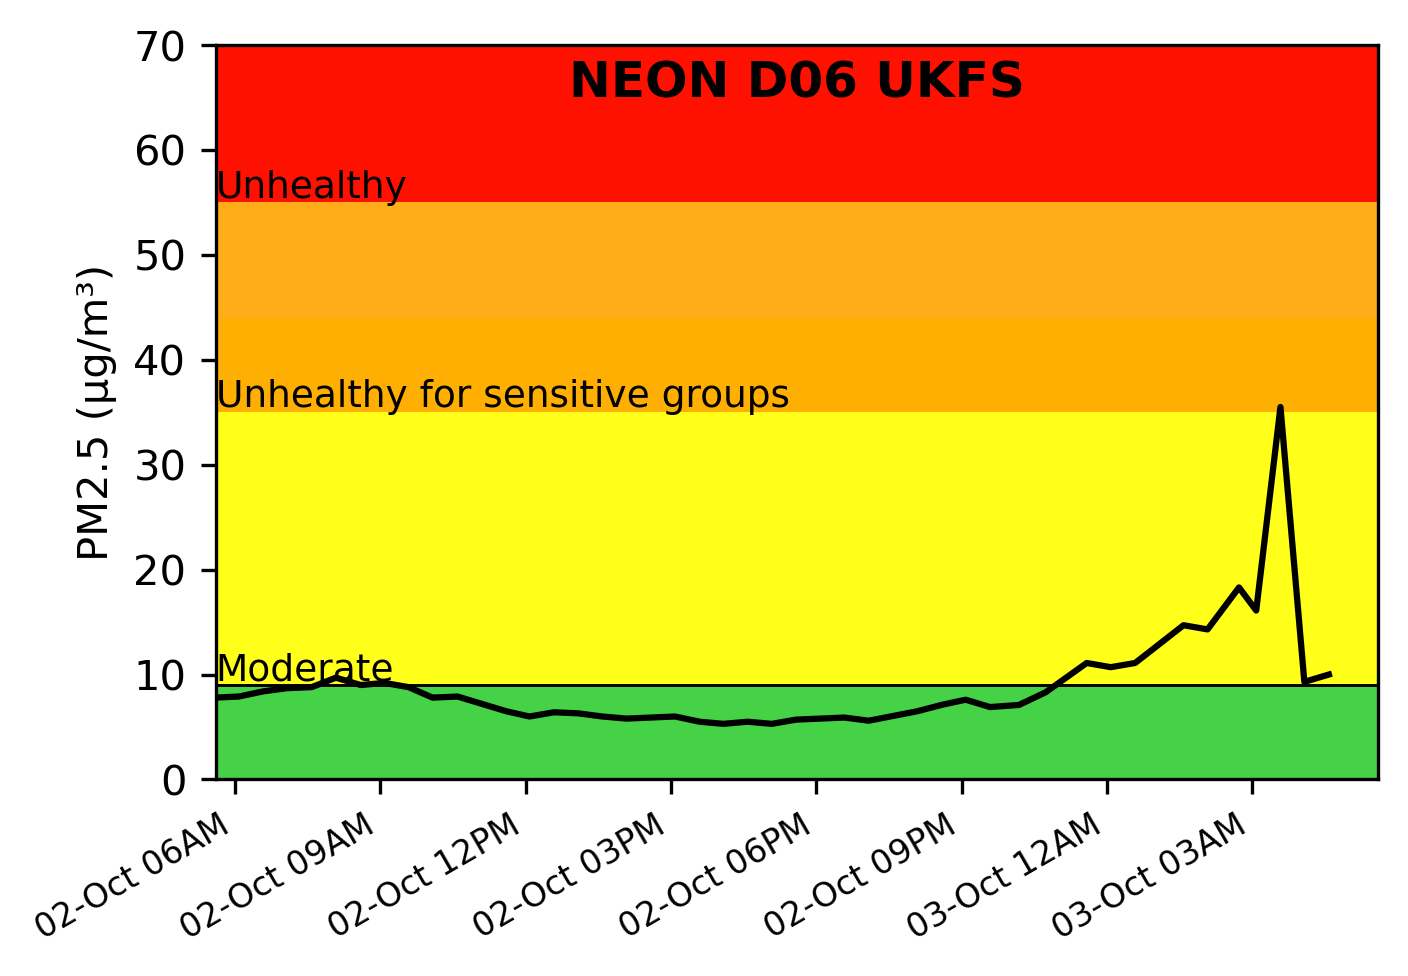 NEON D06 UKFS
PM2.5 (µg/m³)
70
60
50
40
30
20
10
0
Unhealthy
Unhealthy for sensitive groups
Moderate
02-Oct 06AM
02-Oct 09AM
02-Oct 12PM
02-Oct 03PM
02-Oct 06PM
02-Oct 09PM
03-Oct 12AM
03-Oct 03AM